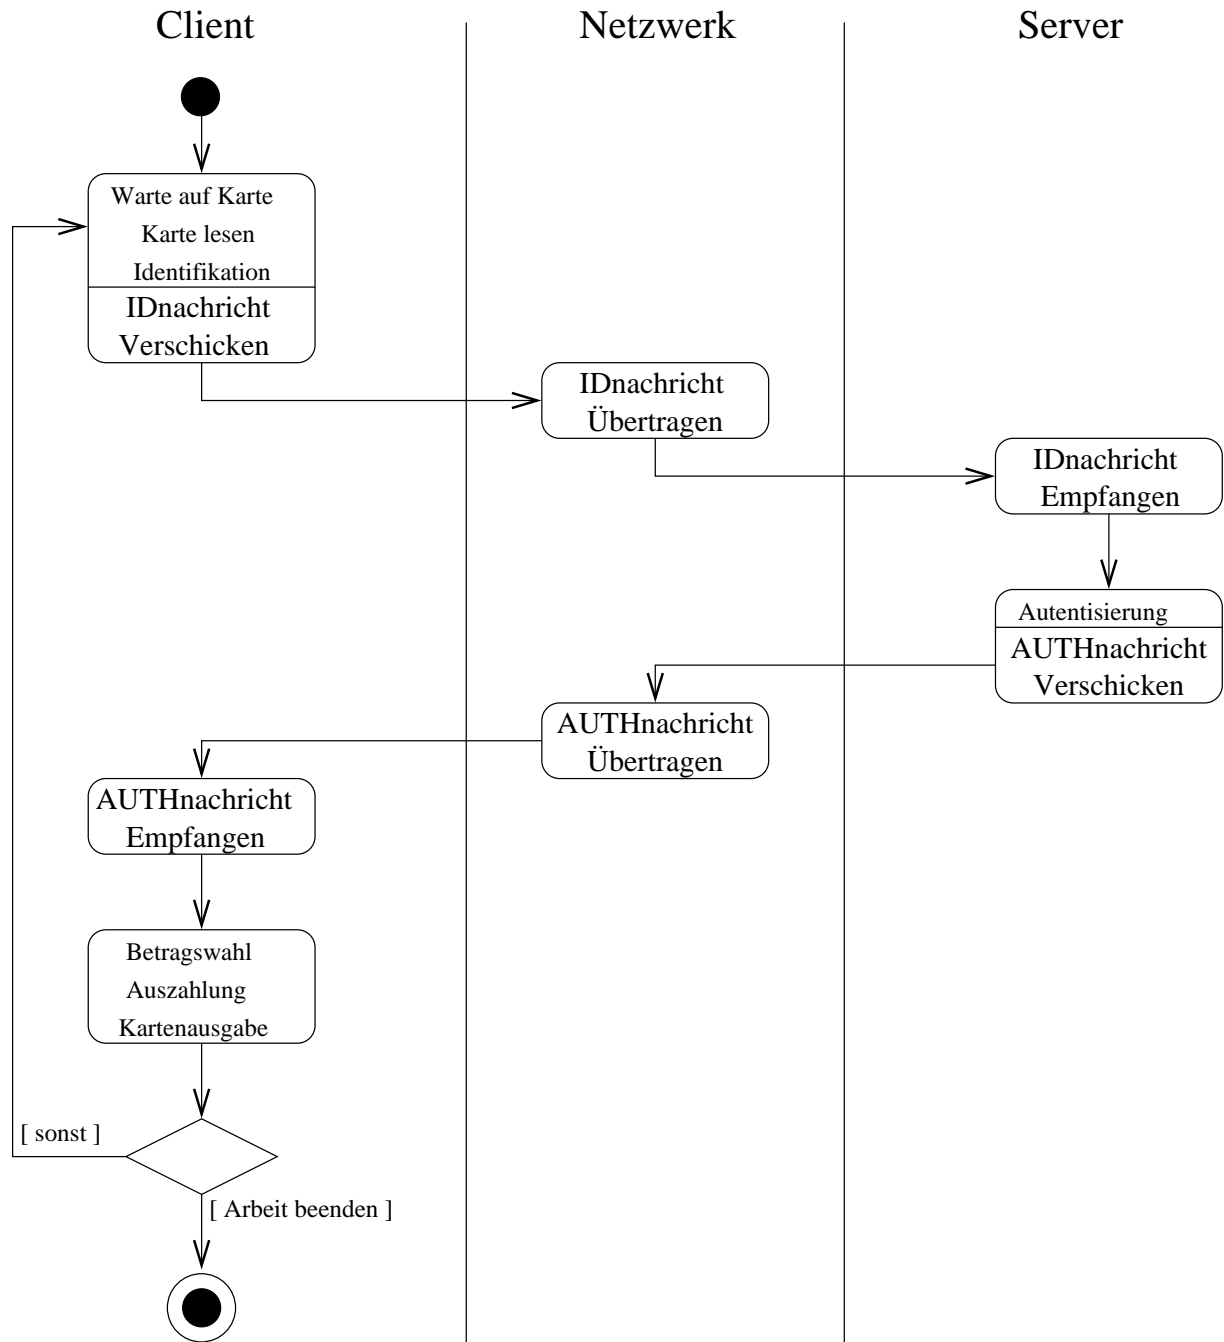 Client
Netzwerk
Server
Warte auf Karte
Karte lesen
Identifikation
IDnachricht
Verschicken
IDnachricht
Übertragen
IDnachricht
Empfangen
Autentisierung
AUTHnachricht
Verschicken
AUTHnachricht
Übertragen
AUTHnachricht
Empfangen
Betragswahl
Auszahlung
Kartenausgabe
[ sonst ]
[ Arbeit beenden ]